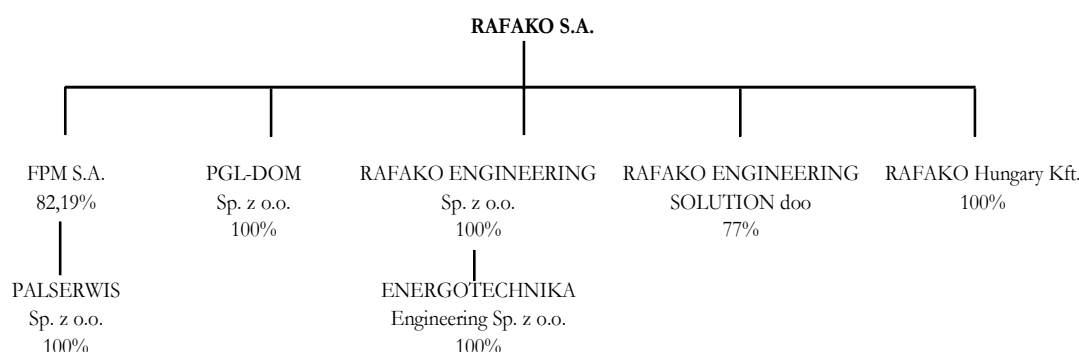 RAFAKO S.A.
FPM S.A.
82,19%
PGL-DOM
Sp. z o.o.
100%
RAFAKO ENGINEERING
Sp. z o.o.
100%
RAFAKO ENGINEERING
SOLUTION doo
77%
RAFAKO Hungary Kft.
100%
PALSERWIS
Sp. z o.o.
100%
ENERGOTECHNIKA
Engineering Sp. z o.o.
100%